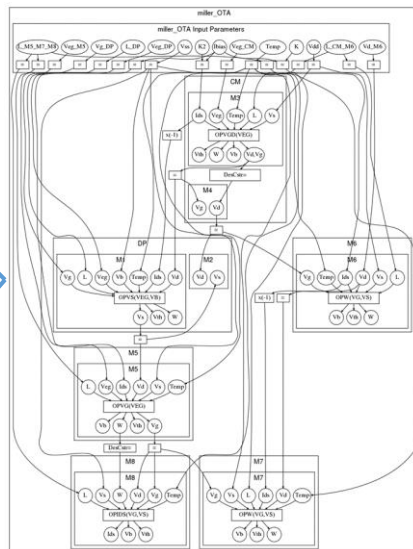 miller_OTA
miller_OTA Input Parameters
L_M5_M7_M8 Veg_M5 Vg_DP L_DP Veg_DP Vss K2 Ibias Veg_CM Temp K Vdd L_CM_M6 Vd_M6
= = = = = = = = = = = = = =
CM
M3
Ids Veg Temp L Vs
x(-1)
OPVGD(VEG)
Vth W Vb Vd,Vg
= DesCstr=
M4
Vg Vd
=
DP
M1 M2
Vg L Veg Vb Temp Ids Vd Vd Vs
OPVS(VEG,VB)
Vs Vth W
=
M6
M6
Vg Temp Ids Vd Vs L
OPW(VG,VS)
Vb Vth W
x(-1) =
M5
M5
L Veg Ids Vd Vs Temp
OPVG(VEG)
Vb W Vth Vg
DesCstr= =
M8
M8
L Vs W Vd Vg Temp
OPIDS(VG,VS)
Ids Vb Vth
M7
M7
Vg Vs L Ids Vd Temp
OPW(VG,VS)
Vb Vth W